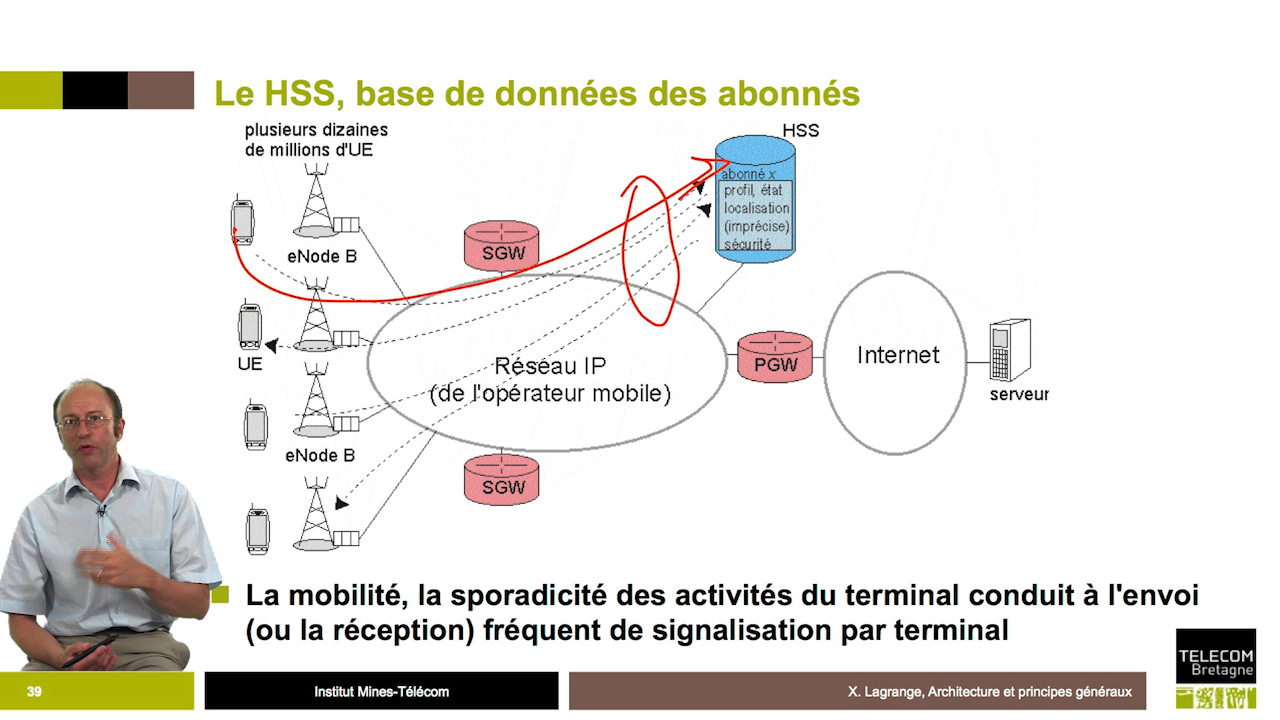 Le HSS, base de données des abonnés
plusieurs dizaines
de millions d'UE
HSS
abonné x
profil, état
localisation
(imprécise)
sécurité
eNode B
SGW
UE
Réseau IP
(de l'opérateur mobile)
PGW
Internet
serveur
eNode B
SGW
La mobilité, la sporadicité des activités du terminal conduit à l'envoi
(ou la réception) fréquent de signalisation par terminal
TELECOM
Bretagne
39
Institut Mines-Télécom
X. Lagrange, Architecture et principes généraux